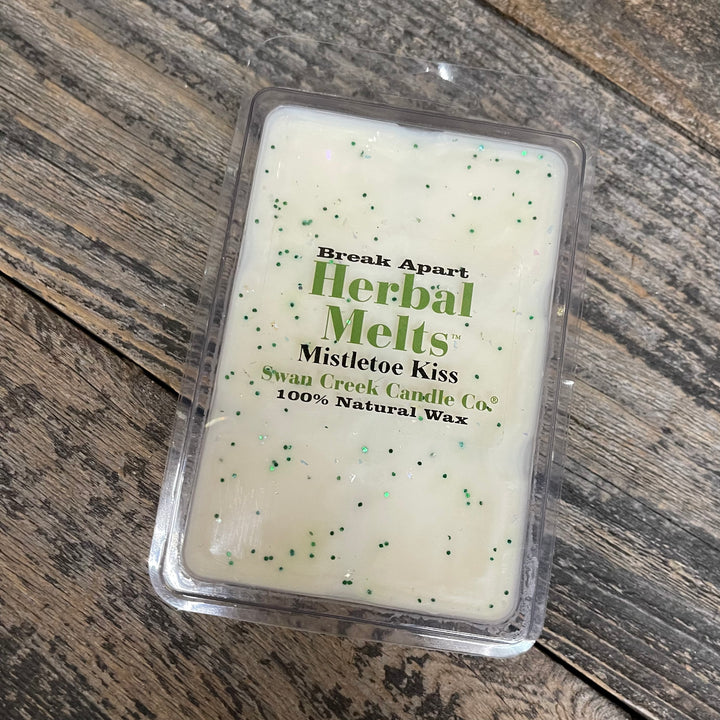 Break Apart
Herbal
Melts™
Mistletoe Kiss
Swan Creek Candle Co.®
100% Natural Wax